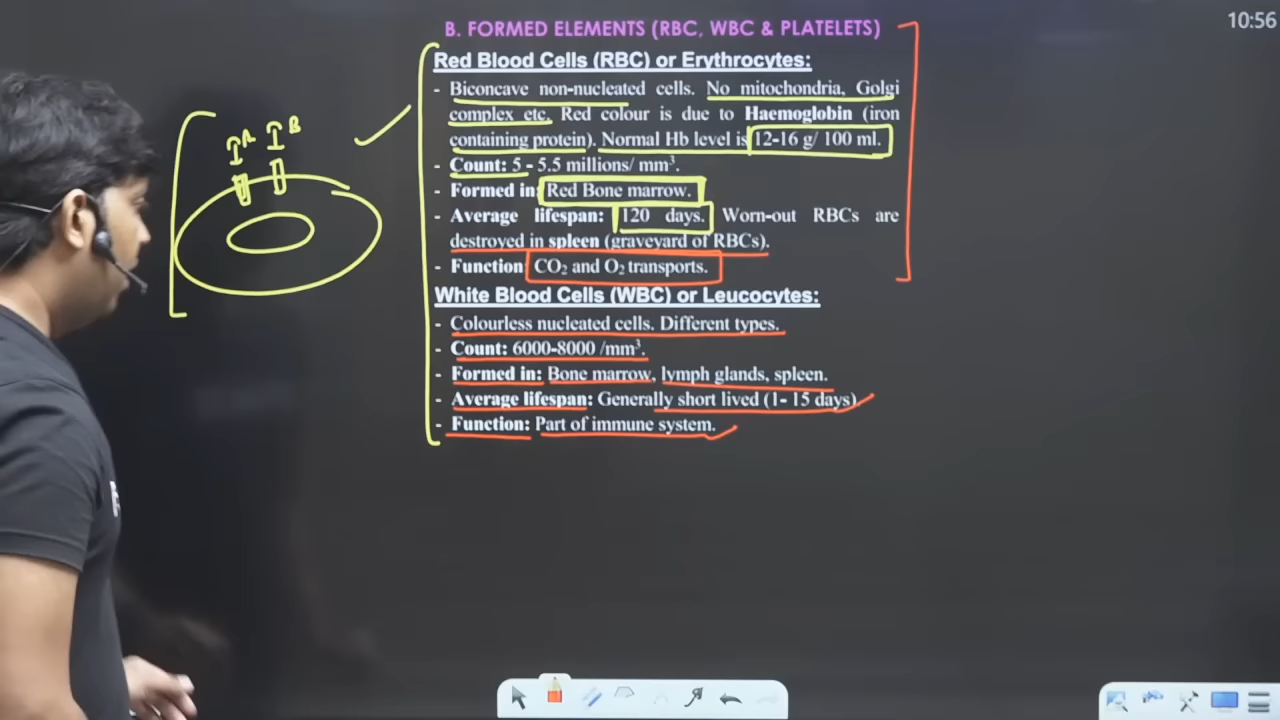 10:56
B. FORMED ELEMENTS (RBC, WBC & PLATELETS)
Red Blood Cells (RBC) or Erythrocytes:
- Biconcave non-nucleated cells. No mitochondria, Golgi
complex etc. Red colour is due to Haemoglobin (iron
containing protein). Normal Hb level is 12-16 g/ 100 ml.
- Count: 5 - 5.5 millions/ mm³.
- Formed in: Red Bone marrow.
- Average lifespan: 120 days. Worn-out RBCs are
destroyed in spleen (graveyard of RBCs).
- Function: CO₂ and O₂ transports.
White Blood Cells (WBC) or Leucocytes:
- Colourless nucleated cells. Different types.
- Count: 6000-8000 /mm³.
- Formed in: Bone marrow, lymph glands, spleen.
- Average lifespan: Generally short lived (1- 15 days).
- Function: Part of immune system.
I^A I^B